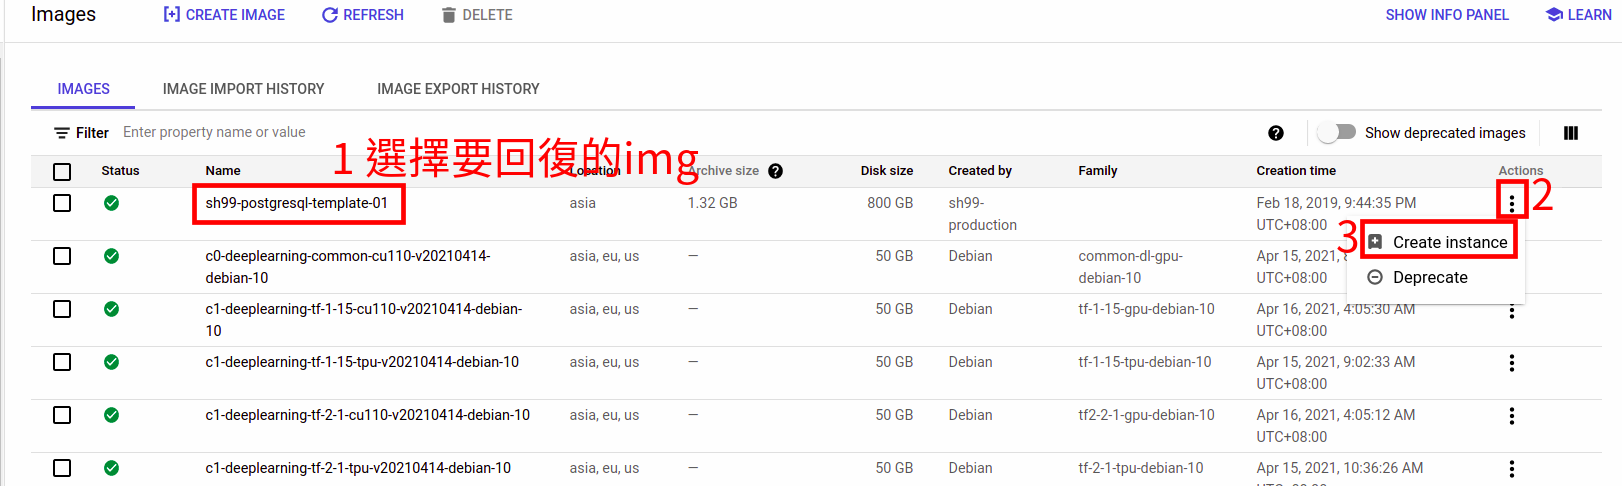 Images CREATE IMAGE REFRESH DELETE SHOW INFO PANEL LEARN
IMAGES IMAGE IMPORT HISTORY IMAGE EXPORT HISTORY
Filter Enter property name or value ? Show deprecated images
1 選擇要回復的img
Status Name Location Archive size ? Disk size Created by Family Creation time Actions
sh99-postgresql-template-01 asia 1.32 GB 800 GB sh99- Feb 18, 2019, 9:44:35 PM 2
production UTC+08:00
3 Create instance
c0-deeplearning-common-cu110-v20210414- asia, eu, us — 50 GB Debian common-dl-gpu- Apr 15, 2021,
debian-10 debian-10 UTC+08:00
Deprecate
c1-deeplearning-tf-1-15-cu110-v20210414-debian- asia, eu, us — 50 GB Debian tf-1-15-gpu-debian-10 Apr 16, 2021, 4:05:30 AM
10 UTC+08:00
c1-deeplearning-tf-1-15-tpu-v20210414-debian-10 asia, eu, us — 50 GB Debian tf-1-15-tpu-debian-10 Apr 15, 2021, 9:02:33 AM
UTC+08:00
c1-deeplearning-tf-2-1-cu110-v20210414-debian-10 asia, eu, us — 50 GB Debian tf2-2-1-gpu-debian-10 Apr 16, 2021, 4:05:12 AM
UTC+08:00
c1-deeplearning-tf-2-1-tpu-v20210414-debian-10 asia, eu, us — 50 GB Debian tf-2-1-tpu-debian-10 Apr 15, 2021, 10:36:26 AM